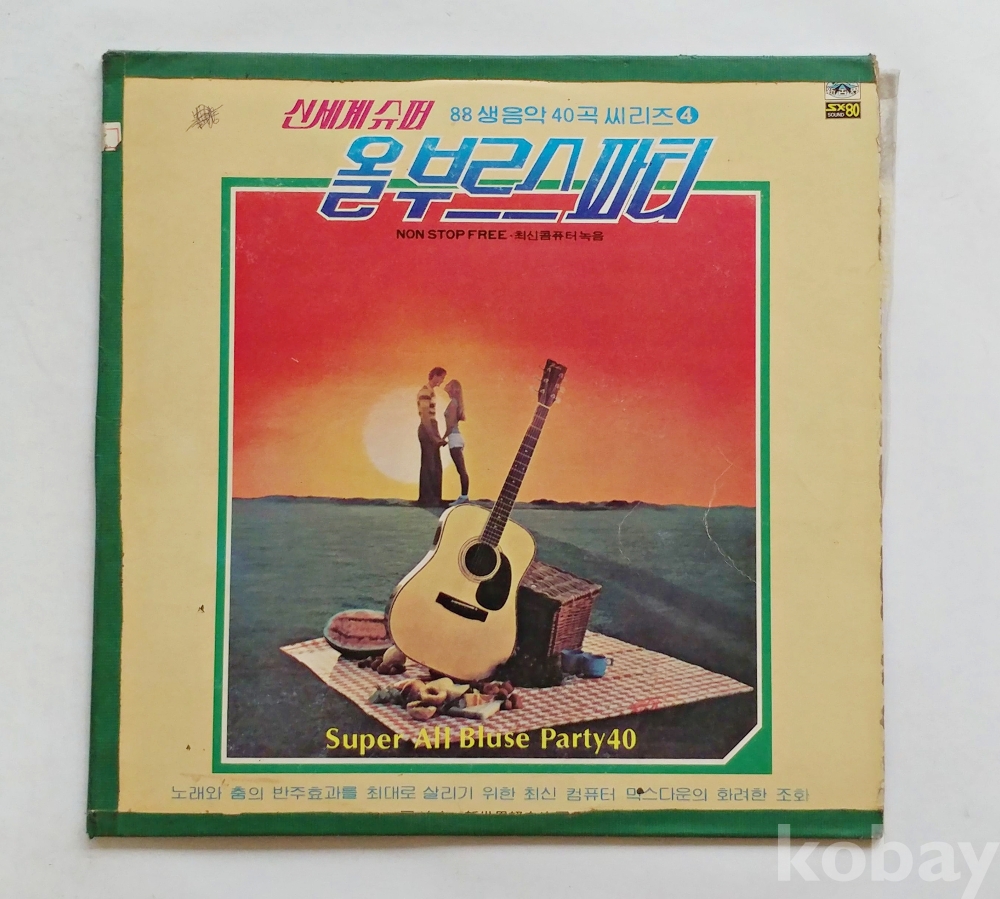 신세계 슈퍼 88 생음악 40곡 씨리즈 4
SX-80
SOUND
올 부르스 파티
NON STOP FREE · 최신콤퓨터녹음
Super All Bluse Party 40
노래와 춤의 반주효과를 최대로 살리기 위한 최신 컴퓨터 믹스다운의 화려한 조화
kobay